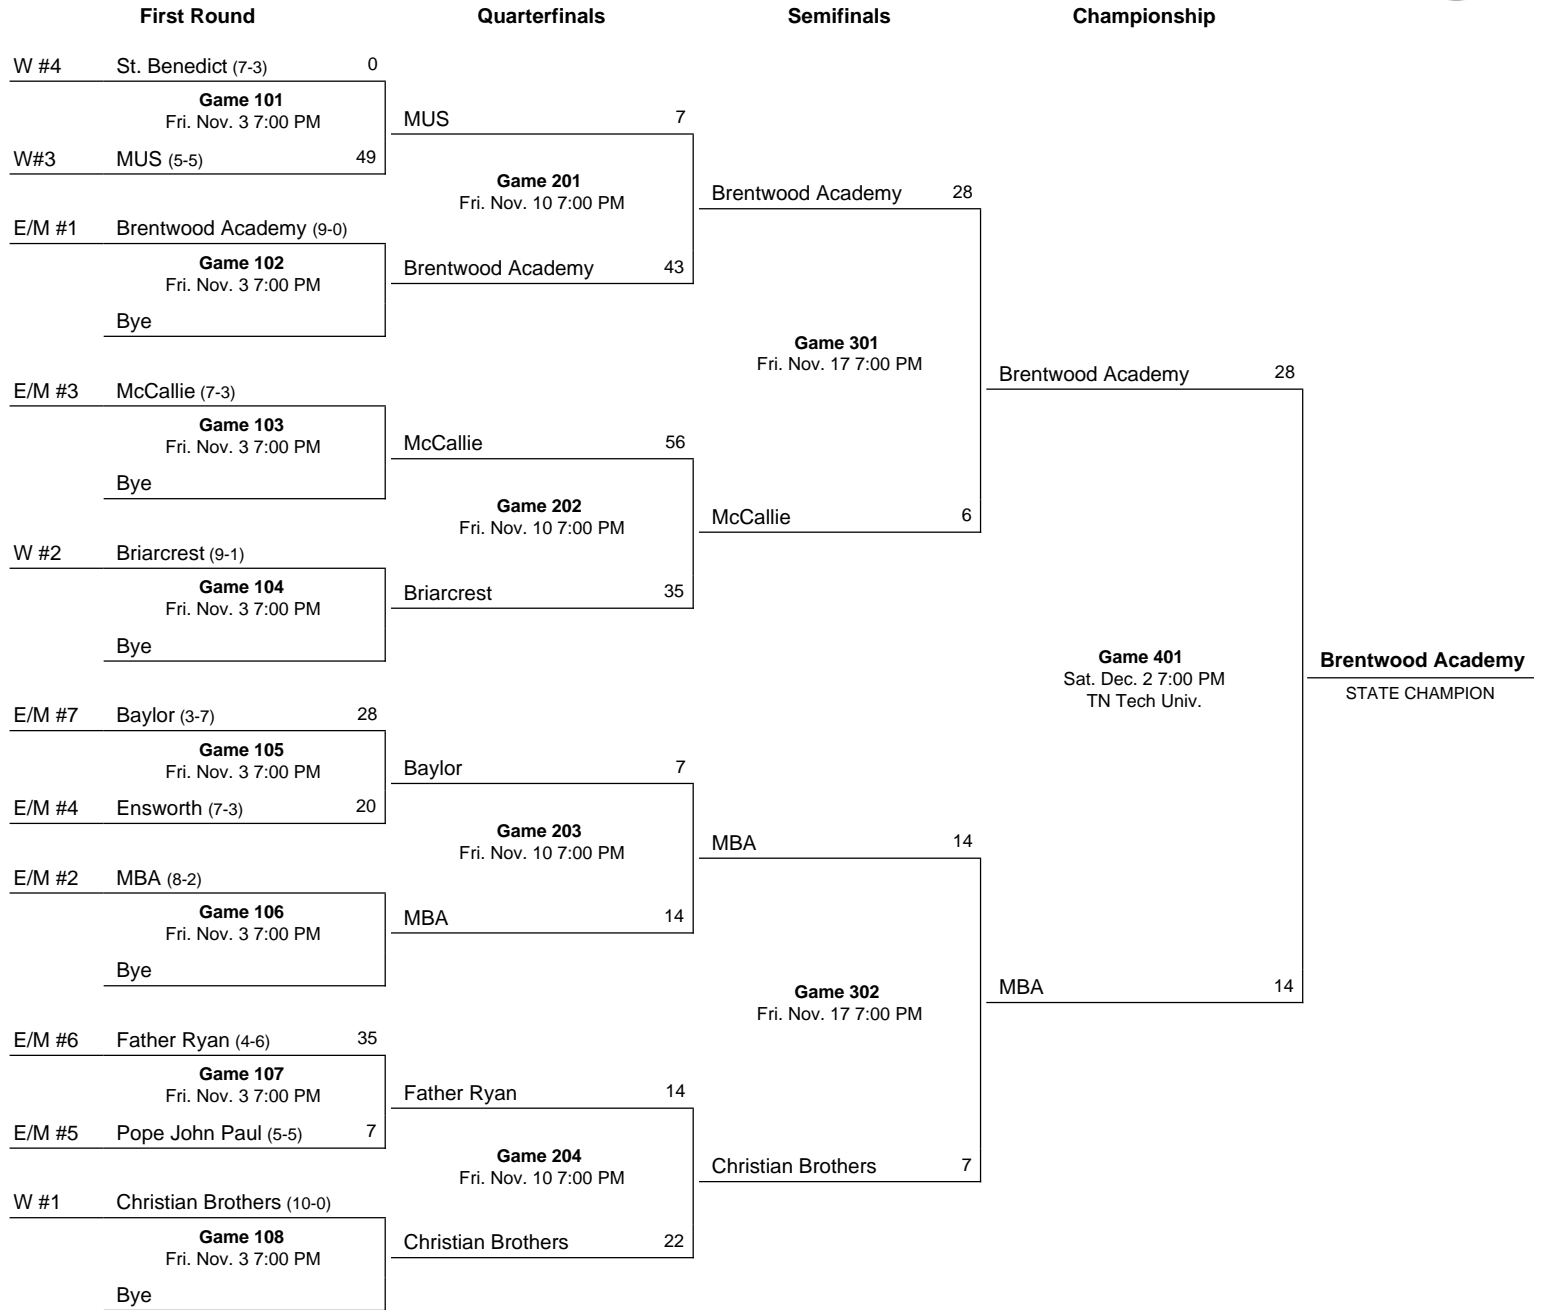 First Round Quarterfinals Semifinals Championship
W #4 St. Benedict (7-3) 0
Game 101
Fri. Nov. 3 7:00 PM
W#3 MUS (5-5) 49
E/M #1 Brentwood Academy (9-0)
Game 102
Fri. Nov. 3 7:00 PM
Bye
E/M #3 McCallie (7-3)
Game 103
Fri. Nov. 3 7:00 PM
Bye
W #2 Briarcrest (9-1)
Game 104
Fri. Nov. 3 7:00 PM
Bye
E/M #7 Baylor (3-7) 28
Game 105
Fri. Nov. 3 7:00 PM
E/M #4 Ensworth (7-3) 20
E/M #2 MBA (8-2)
Game 106
Fri. Nov. 3 7:00 PM
Bye
E/M #6 Father Ryan (4-6) 35
Game 107
Fri. Nov. 3 7:00 PM
E/M #5 Pope John Paul (5-5) 7
W #1 Christian Brothers (10-0)
Game 108
Fri. Nov. 3 7:00 PM
Bye
MUS 7
Game 201
Fri. Nov. 10 7:00 PM
Brentwood Academy 43
McCallie 56
Game 202
Fri. Nov. 10 7:00 PM
Briarcrest 35
Baylor 7
Game 203
Fri. Nov. 10 7:00 PM
MBA 14
Father Ryan 14
Game 204
Fri. Nov. 10 7:00 PM
Christian Brothers 22
Brentwood Academy 28
Game 301
Fri. Nov. 17 7:00 PM
McCallie 6
MBA 14
Game 302
Fri. Nov. 17 7:00 PM
Christian Brothers 7
Brentwood Academy 28
Game 401
Sat. Dec. 2 7:00 PM
TN Tech Univ.
MBA 14
Brentwood Academy
STATE CHAMPION